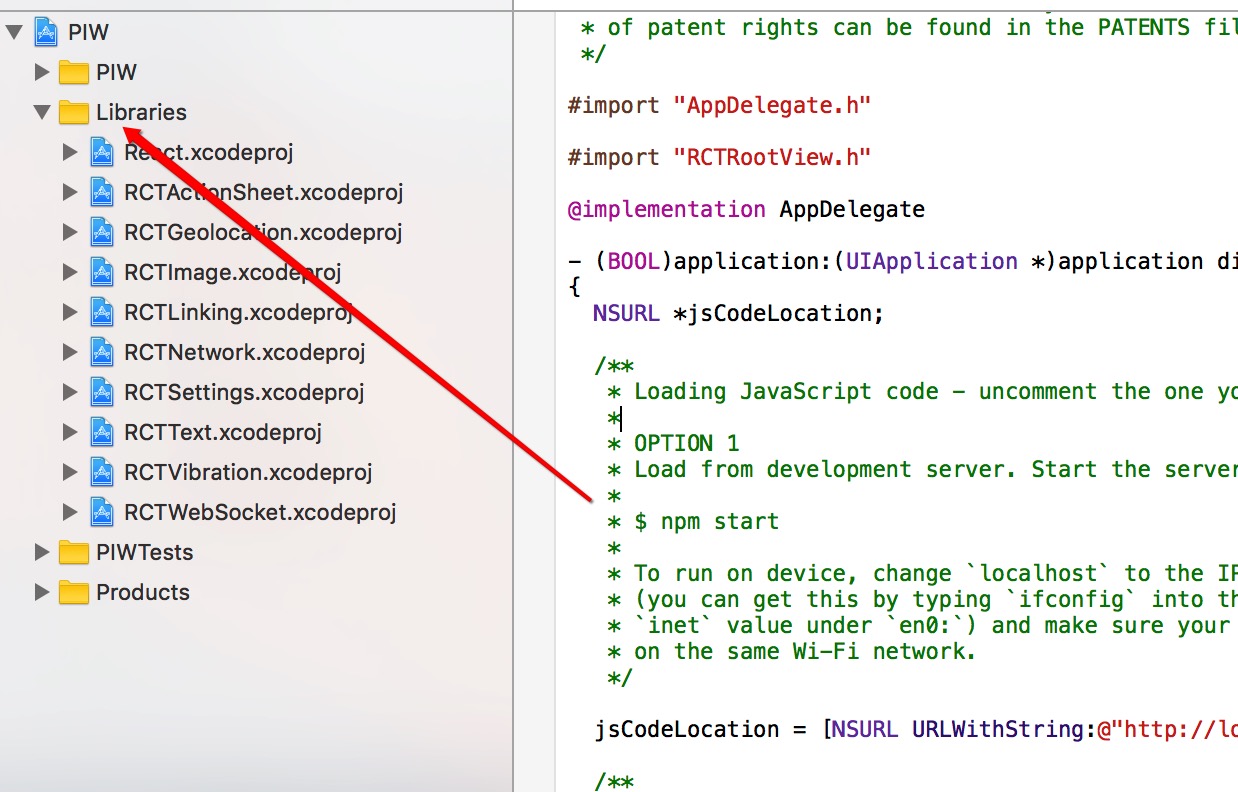 PIW
PIW
Libraries
React.xcodeproj
RCTActionSheet.xcodeproj
RCTGeolocation.xcodeproj
RCTImage.xcodeproj
RCTLinking.xcodeproj
RCTNetwork.xcodeproj
RCTSettings.xcodeproj
RCTText.xcodeproj
RCTVibration.xcodeproj
RCTWebSocket.xcodeproj
PIWTests
Products
* of patent rights can be found in the PATENTS fil
*/
#import "AppDelegate.h"
#import "RCTRootView.h"
@implementation AppDelegate
- (BOOL)application:(UIApplication *)application di
{
NSURL *jsCodeLocation;
/**
* Loading JavaScript code - uncomment the one yo
*
* OPTION 1
* Load from development server. Start the server
*
* $ npm start
*
* To run on device, change `localhost` to the IP
* (you can get this by typing `ifconfig` into th
* `inet` value under `en0:`) and make sure your
* on the same Wi-Fi network.
*/
jsCodeLocation = [NSURL URLWithString:@"http://lo
/**